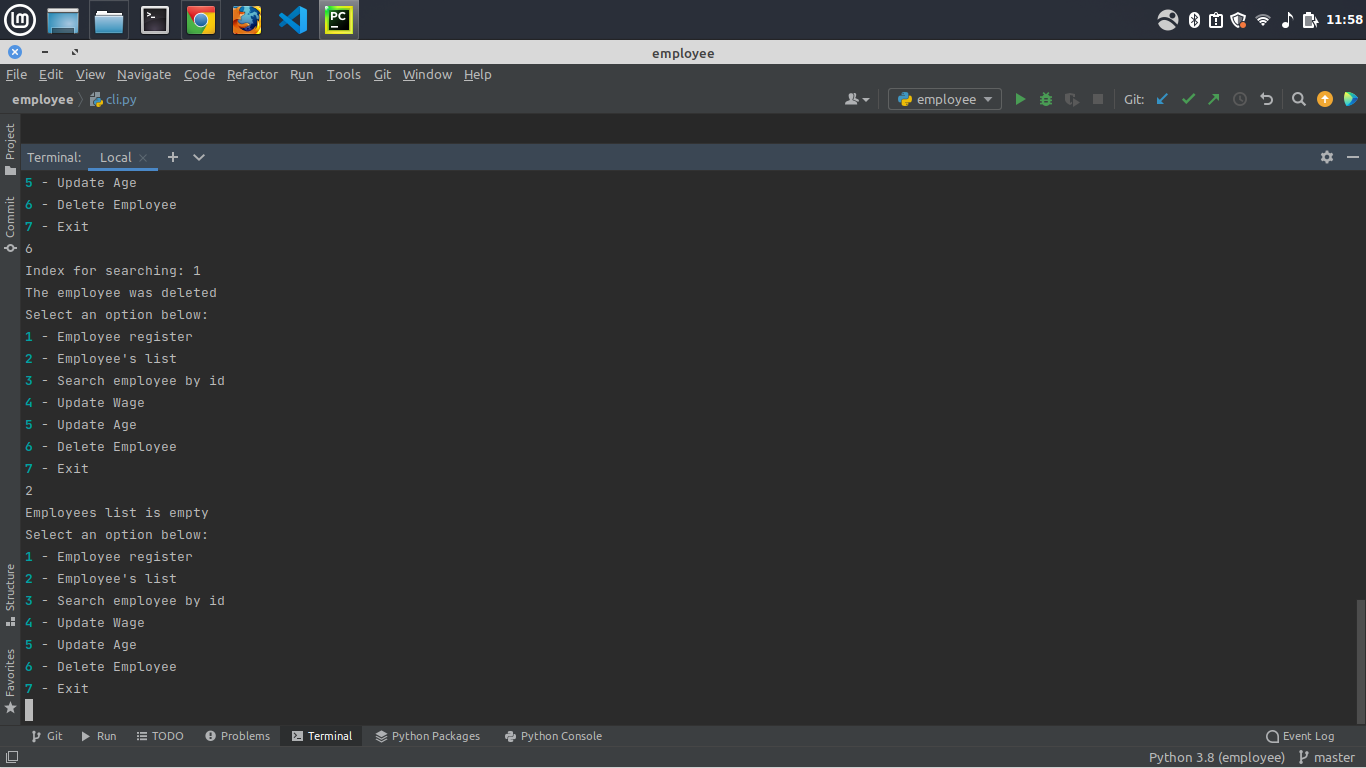 PC
11:58
employee
File Edit View Navigate Code Refactor Run Tools Git Window Help
employee cli.py employee Git:
Project
Commit
Structure
Favorites
Terminal: Local
5 - Update Age
6 - Delete Employee
7 - Exit
6
Index for searching: 1
The employee was deleted
Select an option below:
1 - Employee register
2 - Employee's list
3 - Search employee by id
4 - Update Wage
5 - Update Age
6 - Delete Employee
7 - Exit
2
Employees list is empty
Select an option below:
1 - Employee register
2 - Employee's list
3 - Search employee by id
4 - Update Wage
5 - Update Age
6 - Delete Employee
7 - Exit
Git Run TODO Problems Terminal Python Packages Python Console Event Log
Python 3.8 (employee) master